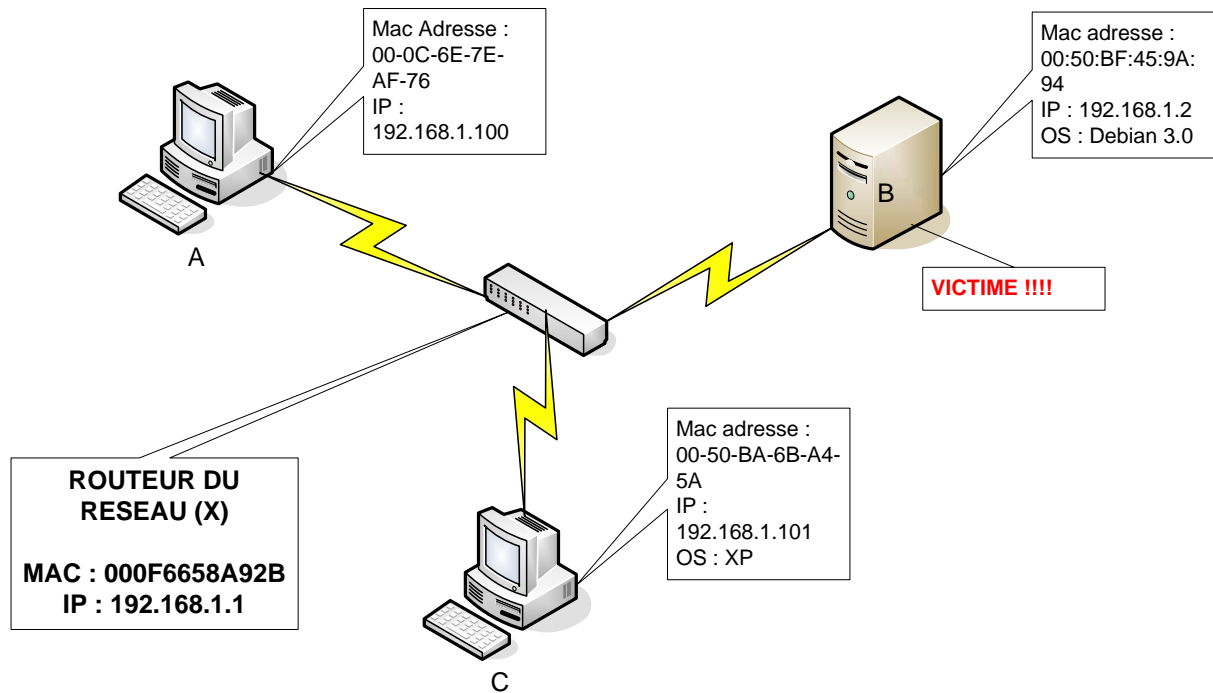 Mac Adresse :
00-0C-6E-7E-
AF-76
IP :
192.168.1.100
A
Mac adresse :
00:50:BF:45:9A:
94
IP : 192.168.1.2
OS : Debian 3.0
B
VICTIME !!!!
ROUTEUR DU
RESEAU (X)
MAC : 000F6658A92B
IP : 192.168.1.1
Mac adresse :
00-50-BA-6B-A4-
5A
IP :
192.168.1.101
OS : XP
C